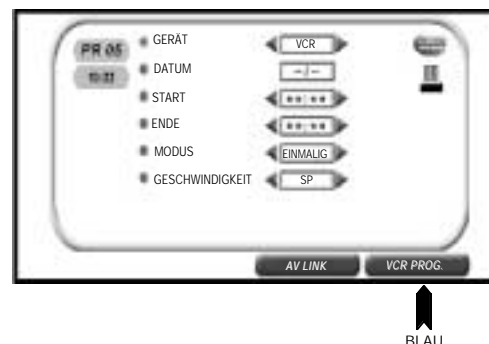 PR 05
GERÄT VCR
DATUM --/--
START **:**
ENDE **:**
MODUS EINMALIG
GESCHWINDIGKEIT SP
AV LINK VCR PROG.
BLAU